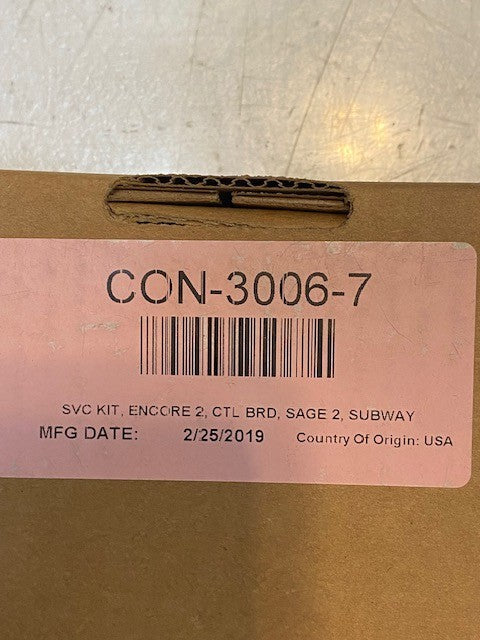 CON-3006-7
SVC KIT, ENCORE 2, CTL BRD, SAGE 2, SUBWAY
MFG DATE: 2/25/2019 Country Of Origin: USA